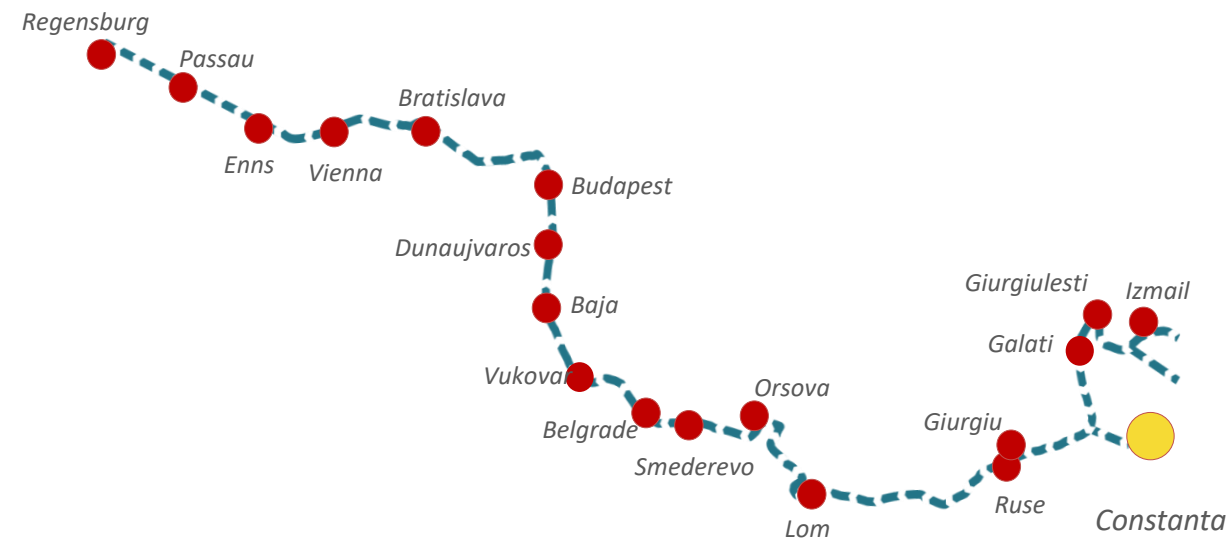 Regensburg
Passau
Enns
Vienna
Bratislava
Budapest
Dunaujvaros
Baja
Vukovar
Belgrade
Smederevo
Orsova
Lom
Giurgiu
Ruse
Galati
Giurgiulesti
Izmail
Constanta